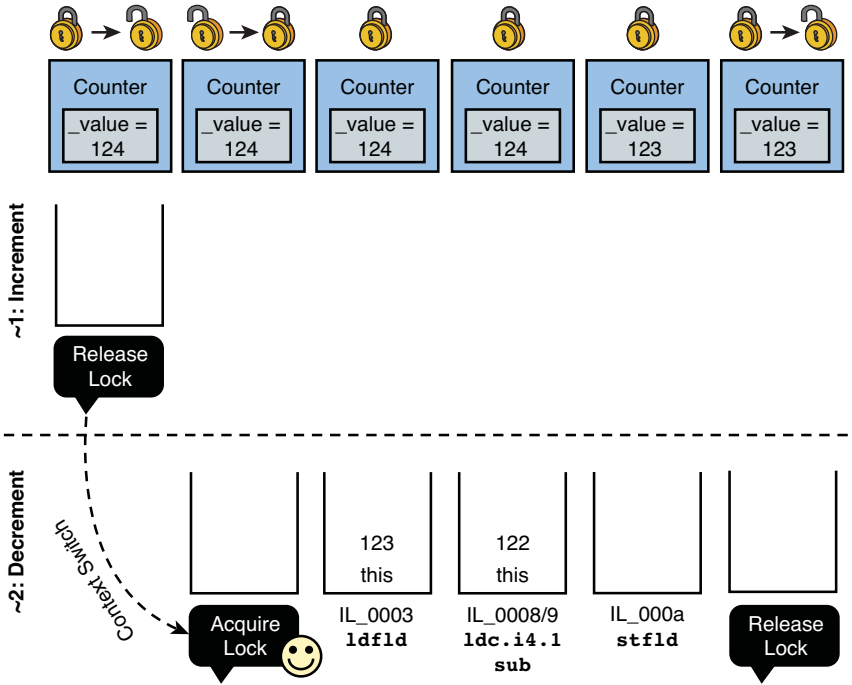 Counter
_value =
124
Counter
_value =
124
Counter
_value =
124
Counter
_value =
124
Counter
_value =
123
Counter
_value =
123
~1: Increment
Release
Lock
~2: Decrement
Context Switch
Acquire
Lock
123
this
IL_0003
ldfld
122
this
IL_0008/9
ldc.i4.1
sub
IL_000a
stfld
Release
Lock